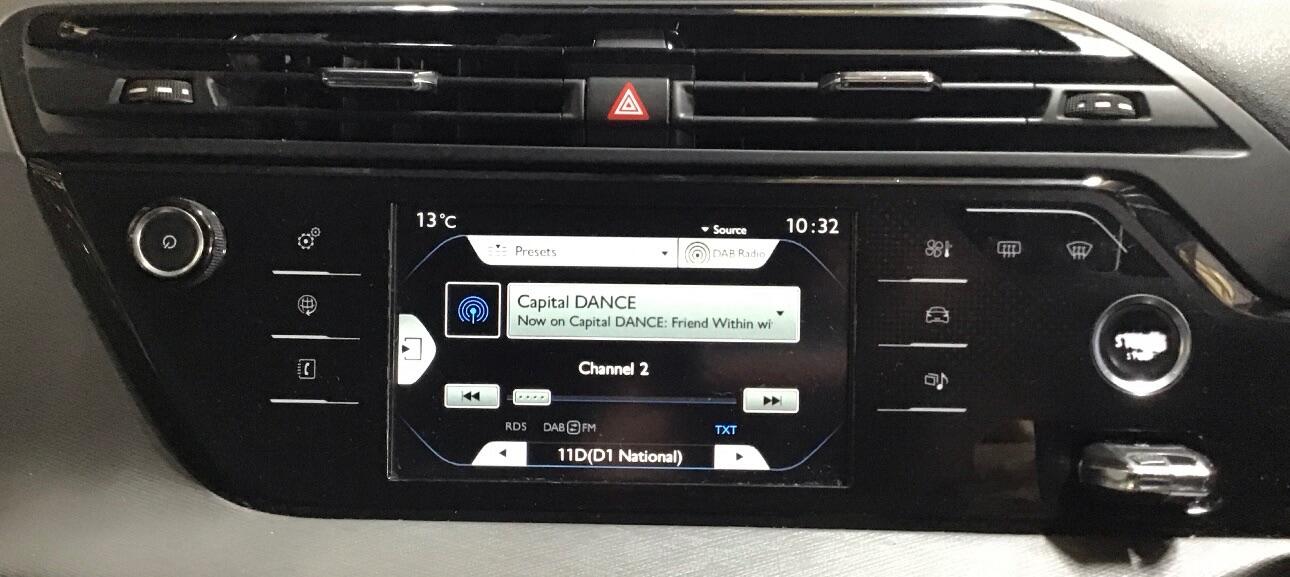 13°C
Source
10:32
Presets
DAB Radio
Capital DANCE
Now on Capital DANCE: Friend Within wi
Channel 2
RDS DAB FM
TXT
11D(D1 National)
STOP